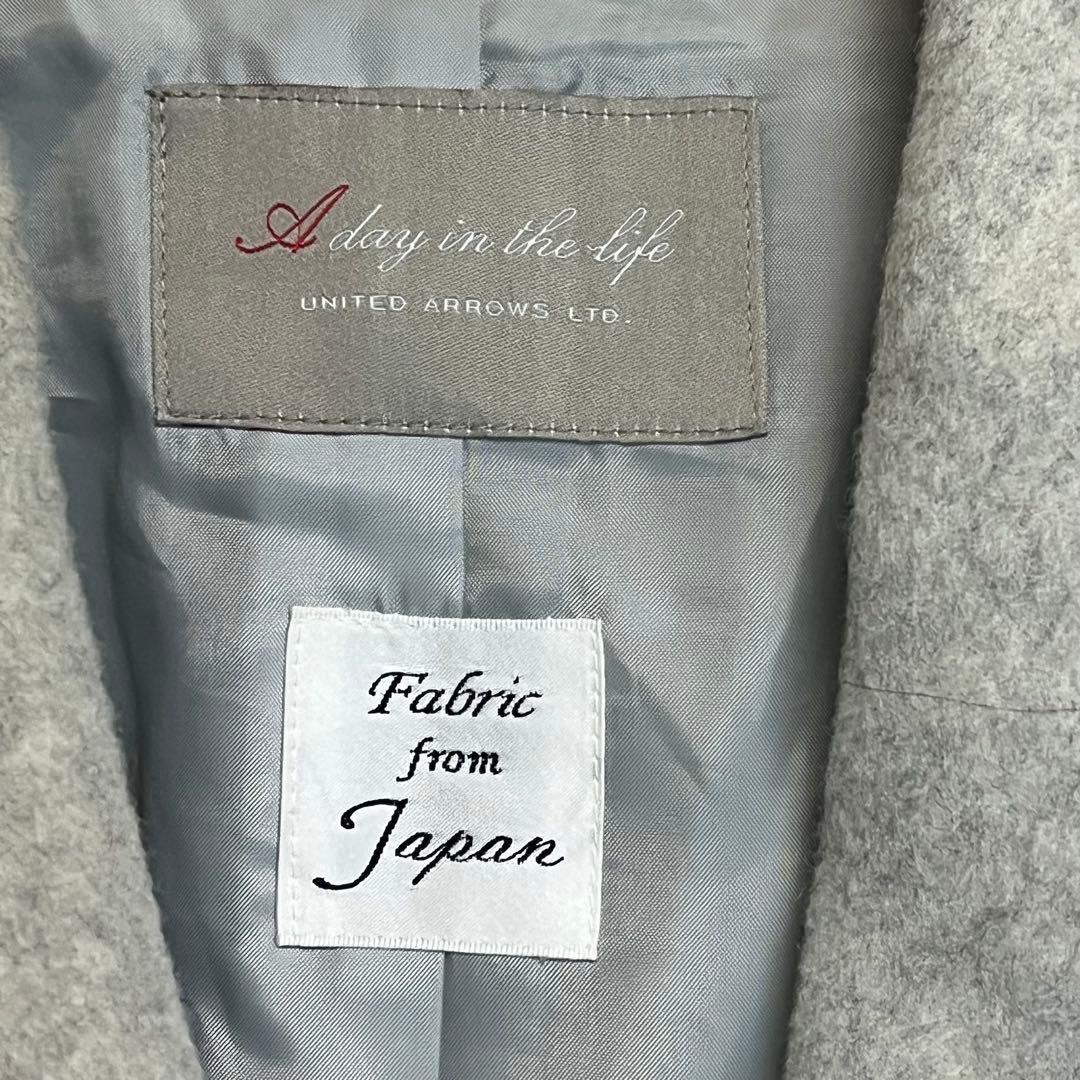 A day in the life
UNITED ARROWS LTD.
Fabric
from
Japan